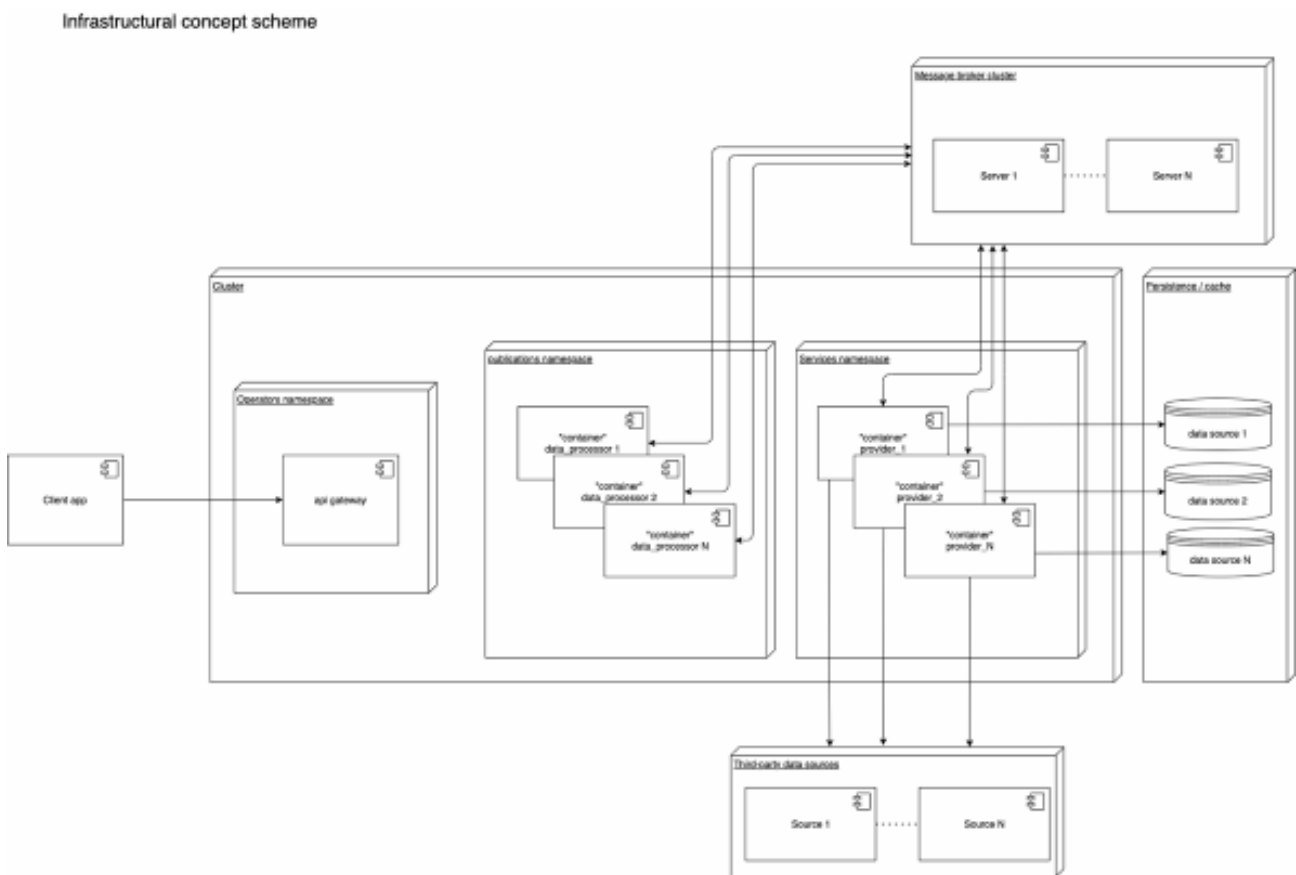 Infrastructural concept scheme
Message broker cluster
Server 1
Server N
Cluster
Persistence / cache
publications namespace
Services namespace
Operators namespace
"container"
data_processor 1
"container"
provider_1
data source 1
Client app
api gateway
"container"
data_processor 2
"container"
provider_2
data source 2
"container"
data_processor N
"container"
provider_N
data source N
Third-party data sources
Source 1
Source N